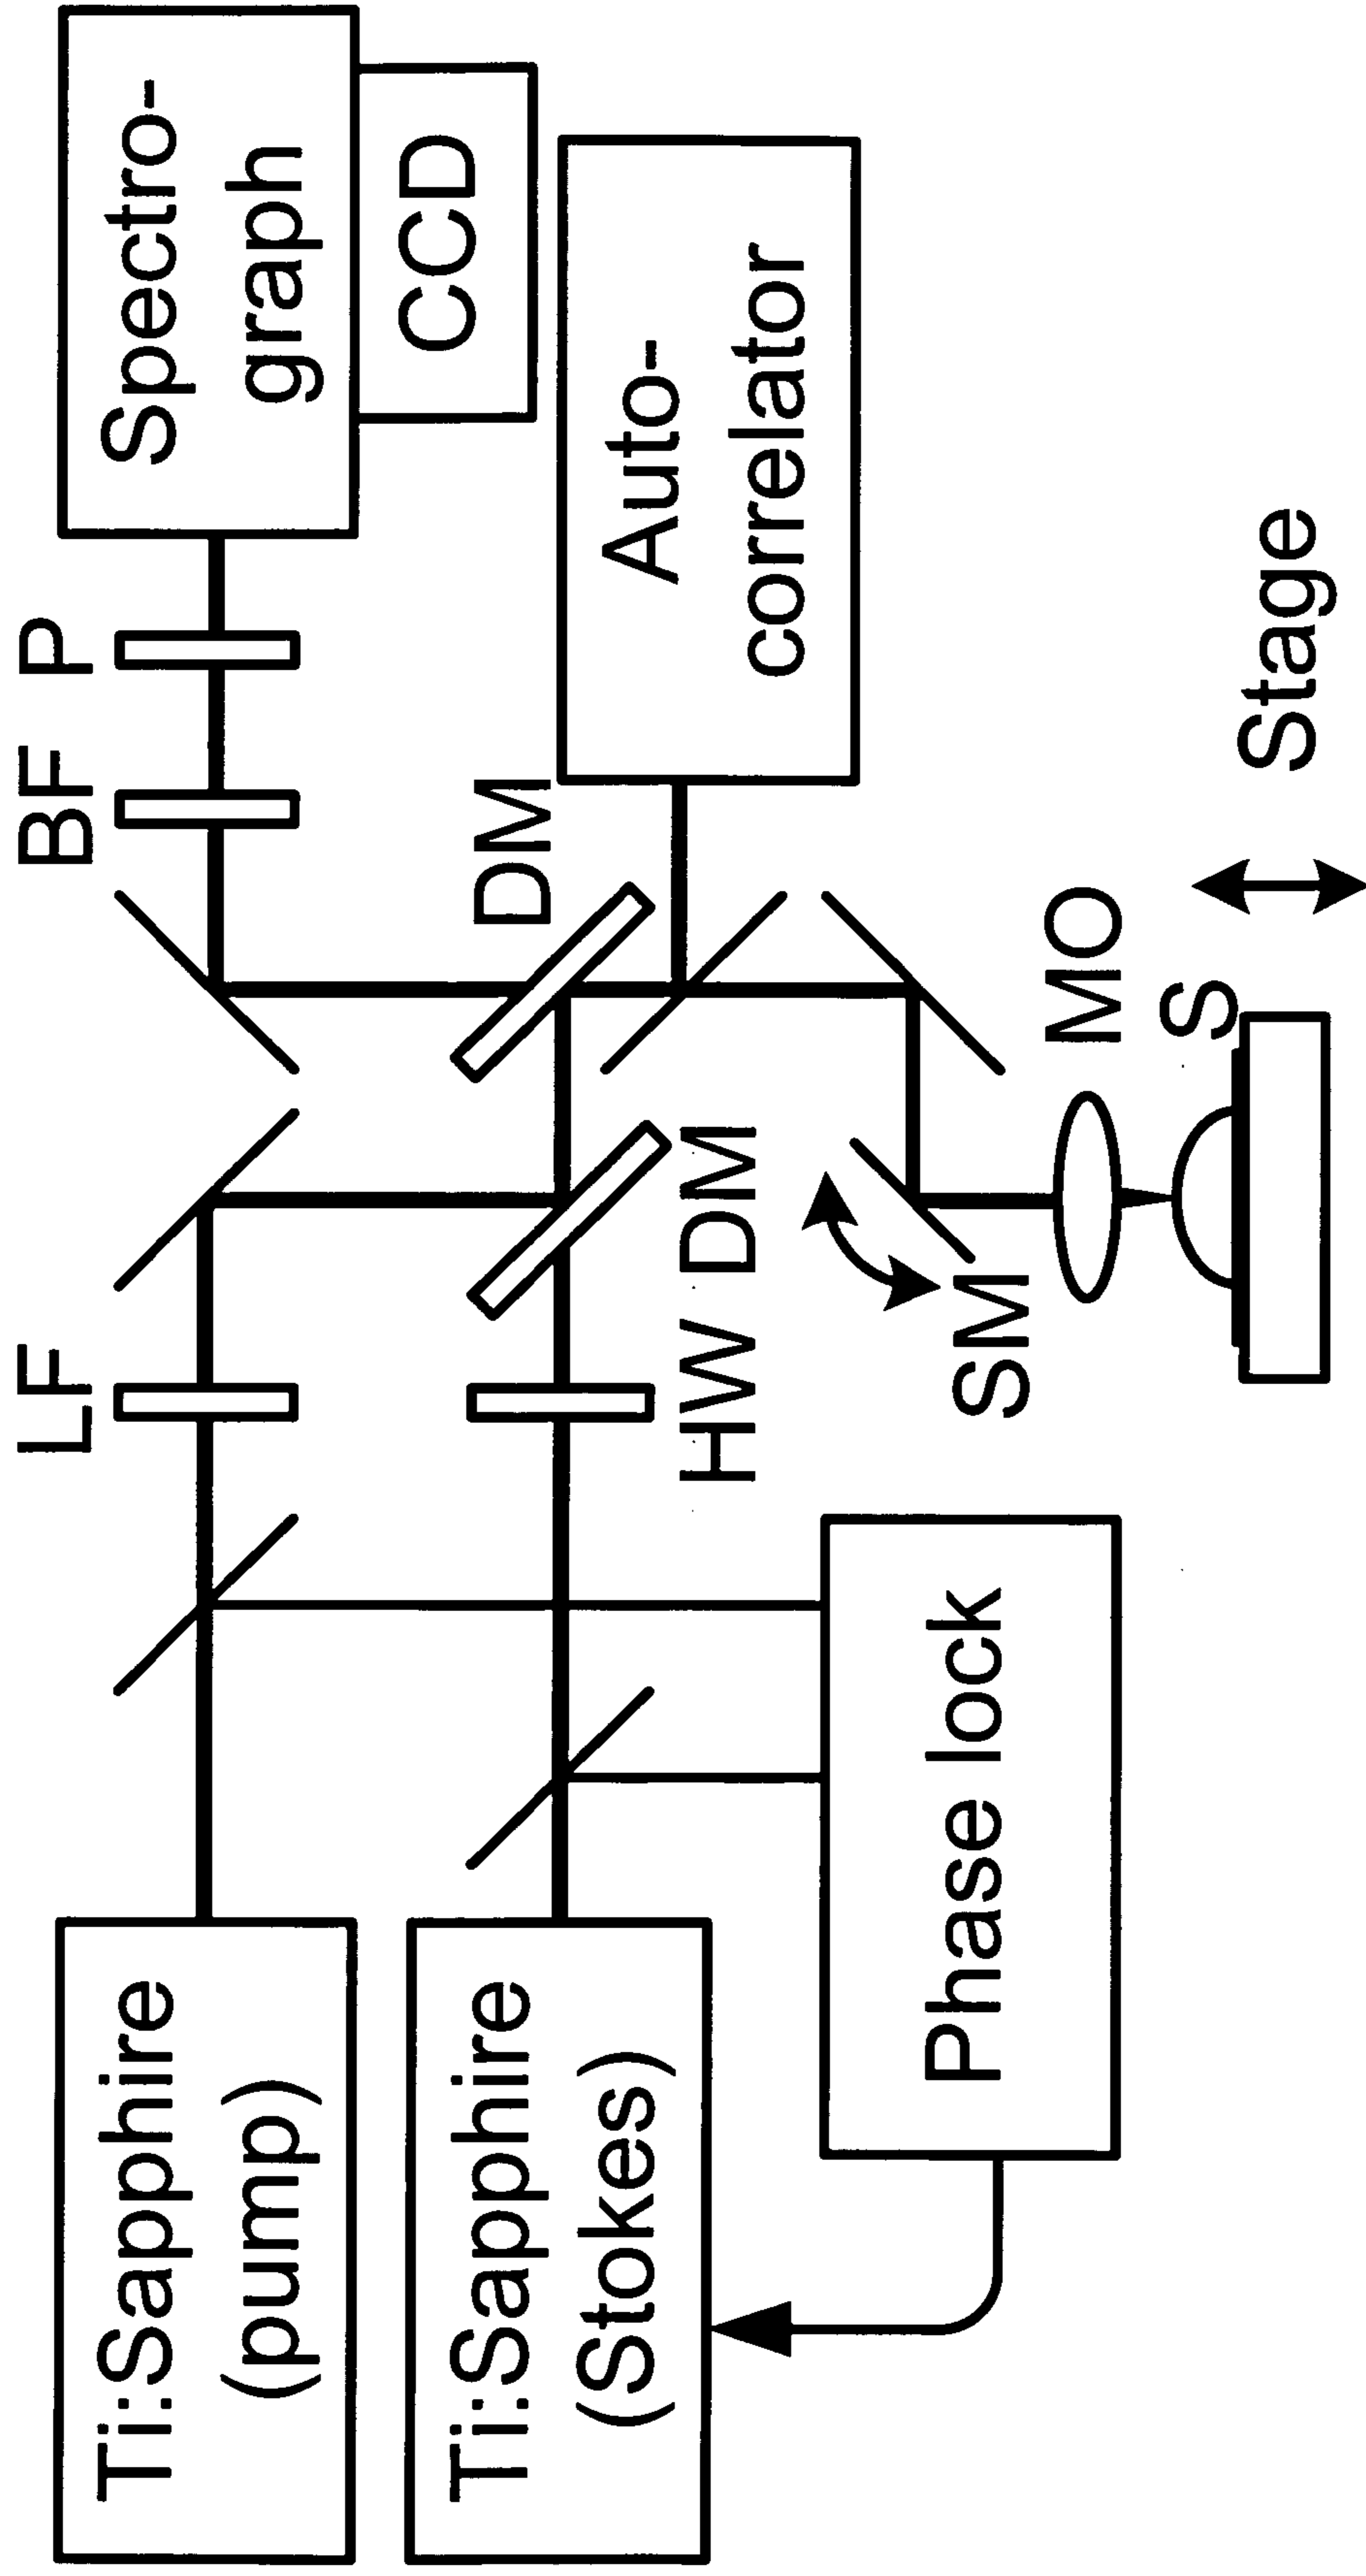 Ti:Sapphire
(pump)
LF
BF
P
Spectro-
graph
CCD
Ti:Sapphire
(Stokes)
HW
DM
DM
Auto-
correlator
Phase lock
SM
MO
S
Stage